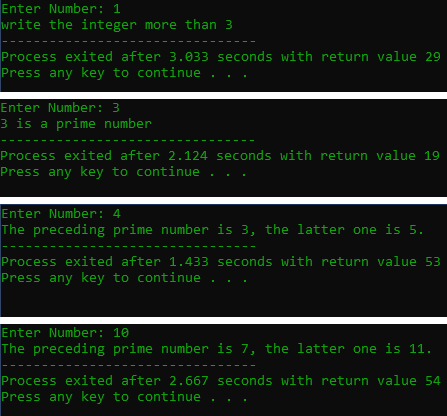 Enter Number: 1
write the integer more than 3
--------------------------------
Process exited after 3.033 seconds with return value 29
Press any key to continue . . .
Enter Number: 3
3 is a prime number
--------------------------------
Process exited after 2.124 seconds with return value 19
Press any key to continue . . .
Enter Number: 4
The preceding prime number is 3, the latter one is 5.
--------------------------------
Process exited after 1.433 seconds with return value 53
Press any key to continue . . .
Enter Number: 10
The preceding prime number is 7, the latter one is 11.
--------------------------------
Process exited after 2.667 seconds with return value 54
Press any key to continue . . .